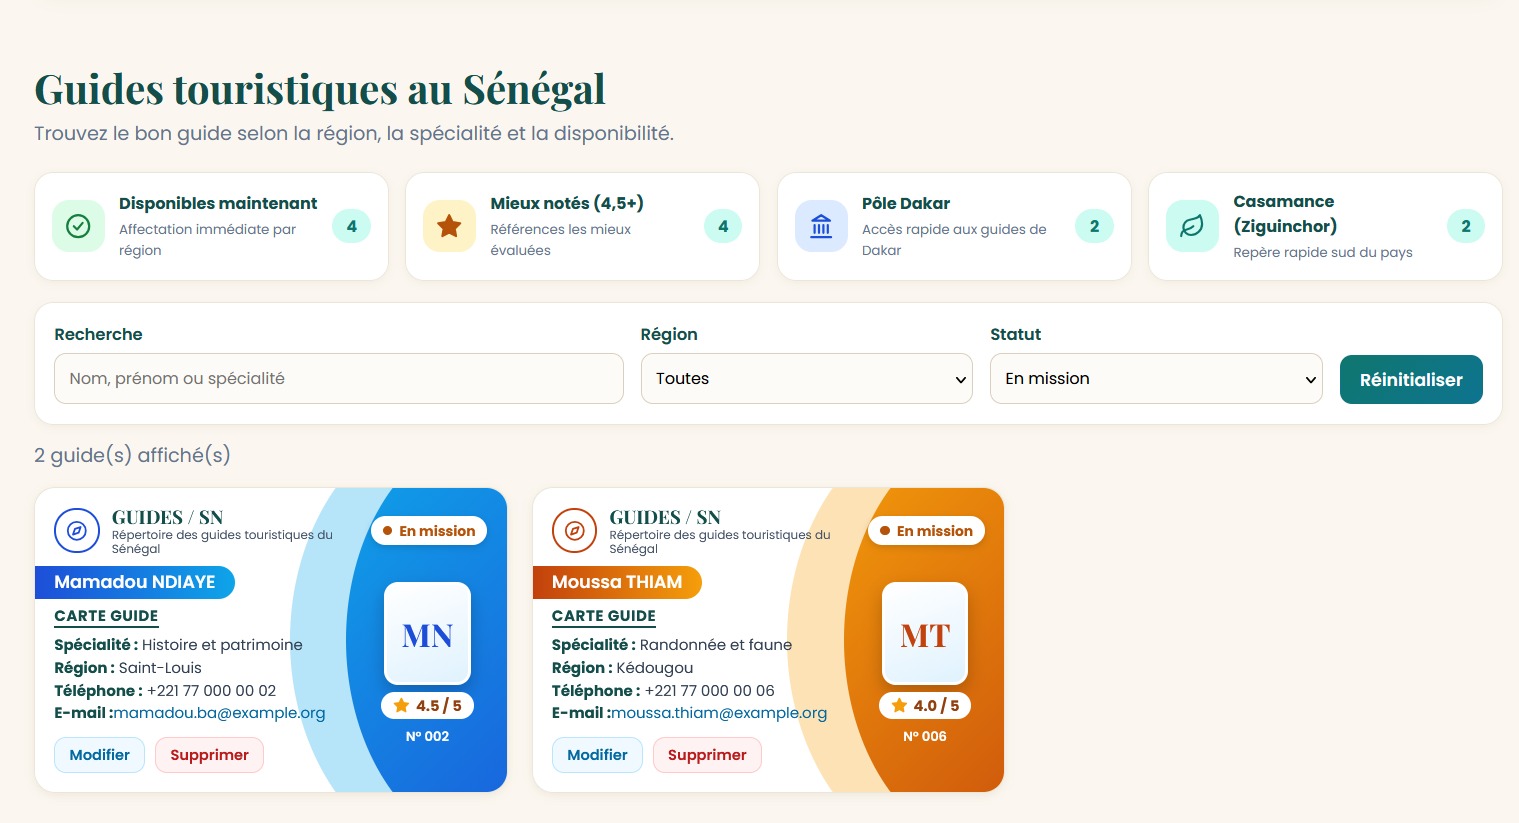 Guides touristiques au Sénégal
Trouvez le bon guide selon la région, la spécialité et la disponibilité.
Disponibles maintenant
Affectation immédiate par
région
4
Mieux notés (4,5+)
Références les mieux
évaluées
4
Pôle Dakar
Accès rapide aux guides de
Dakar
2
Casamance
(Ziguinchor)
Repère rapide sud du pays
2
Recherche
Nom, prénom ou spécialité
Région
Toutes
Statut
En mission
Réinitialiser
2 guide(s) affiché(s)
GUIDES / SN
Répertoire des guides touristiques du
Sénégal
En mission
Mamadou NDIAYE
CARTE GUIDE
Spécialité : Histoire et patrimoine
Région : Saint-Louis
Téléphone : +221 77 000 00 02
E-mail :mamadou.ba@example.org
Modifier
Supprimer
MN
4.5 / 5
N° 002
GUIDES / SN
Répertoire des guides touristiques du
Sénégal
En mission
Moussa THIAM
CARTE GUIDE
Spécialité : Randonnée et faune
Région : Kédougou
Téléphone : +221 77 000 00 06
E-mail :moussa.thiam@example.org
Modifier
Supprimer
MT
4.0 / 5
N° 006